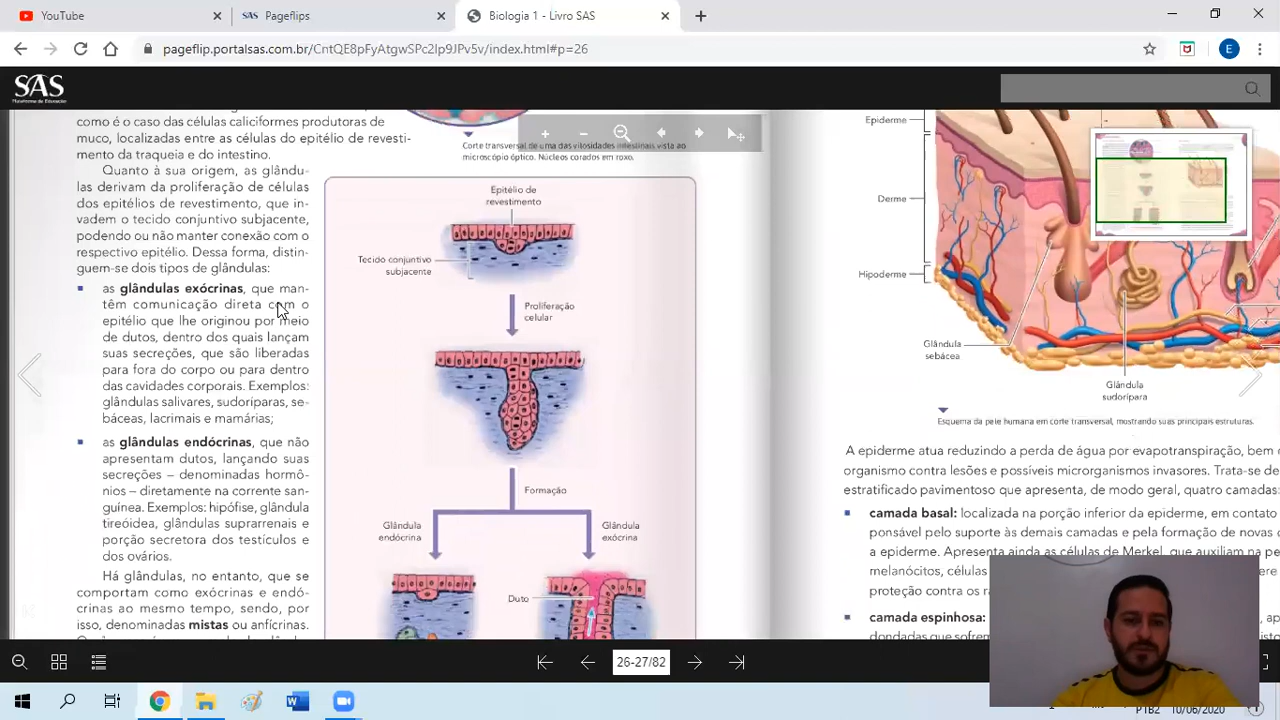 YouTube
Pageflips
Biologia 1 - Livro SAS
pageflip.portalsas.com.br/CntQE8pFyAtgwSPc2Ip9JPv5v/index.html#p=26
E
SAS
Plataforma de Educação
como é o caso das células caliciformes produtoras de
muco, localizadas entre as células do epitélio de revesti-
mento da traqueia e do intestino.
Quanto à sua origem, as glându-
las derivam da proliferação de células
dos epitélios de revestimento, que in-
vadem o tecido conjuntivo subjacente,
podendo ou não manter conexão com o
respectivo epitélio. Dessa forma, distin-
guem-se dois tipos de glândulas:
as glândulas exócrinas, que man-
têm comunicação direta com o
epitélio que lhe originou por meio
de dutos, dentro dos quais lançam
suas secreções, que são liberadas
para fora do corpo ou para dentro
das cavidades corporais. Exemplos:
glândulas salivares, sudoríparas, se-
báceas, lacrimais e mamárias;
as glândulas endócrinas, que não
apresentam dutos, lançando suas
secreções – denominadas hormô-
nios – diretamente na corrente san-
guínea. Exemplos: hipófise, glândula
tireóidea, glândulas suprarrenais e
porção secretora dos testículos e
dos ovários.
Há glândulas, no entanto, que se
comportam como exócrinas e endó-
crinas ao mesmo tempo, sendo, por
isso, denominadas mistas ou anfícrinas.
Corte transversal de uma das vilosidades intestinais vista ao
microscópio óptico. Núcleos corados em roxo.
Epitélio de
revestimento
Tecido conjuntivo
subjacente
Proliferação
celular
Formação
Glândula
endócrina
Glândula
exócrina
Duto
Epiderme
Derme
Hipoderme
Glândula
sebácea
Glândula
sudorípara
Esquema da pele humana em corte transversal, mostrando suas principais estruturas.
A epiderme atua reduzindo a perda de água por evapotranspiração, bem
organismo contra lesões e possíveis microrganismos invasores. Trata-se de
estratificado pavimentoso que apresenta, de modo geral, quatro camadas:
camada basal: localizada na porção inferior da epiderme, em contato
ponsável pelo suporte às demais camadas e pela formação de novas
a epiderme. Apresenta ainda as células de Merkel, que auxiliam na
melanócitos, células
proteção contra os
camada espinhosa:
dondadas que sofrem
26-27/82
PTB2
10/06/2020